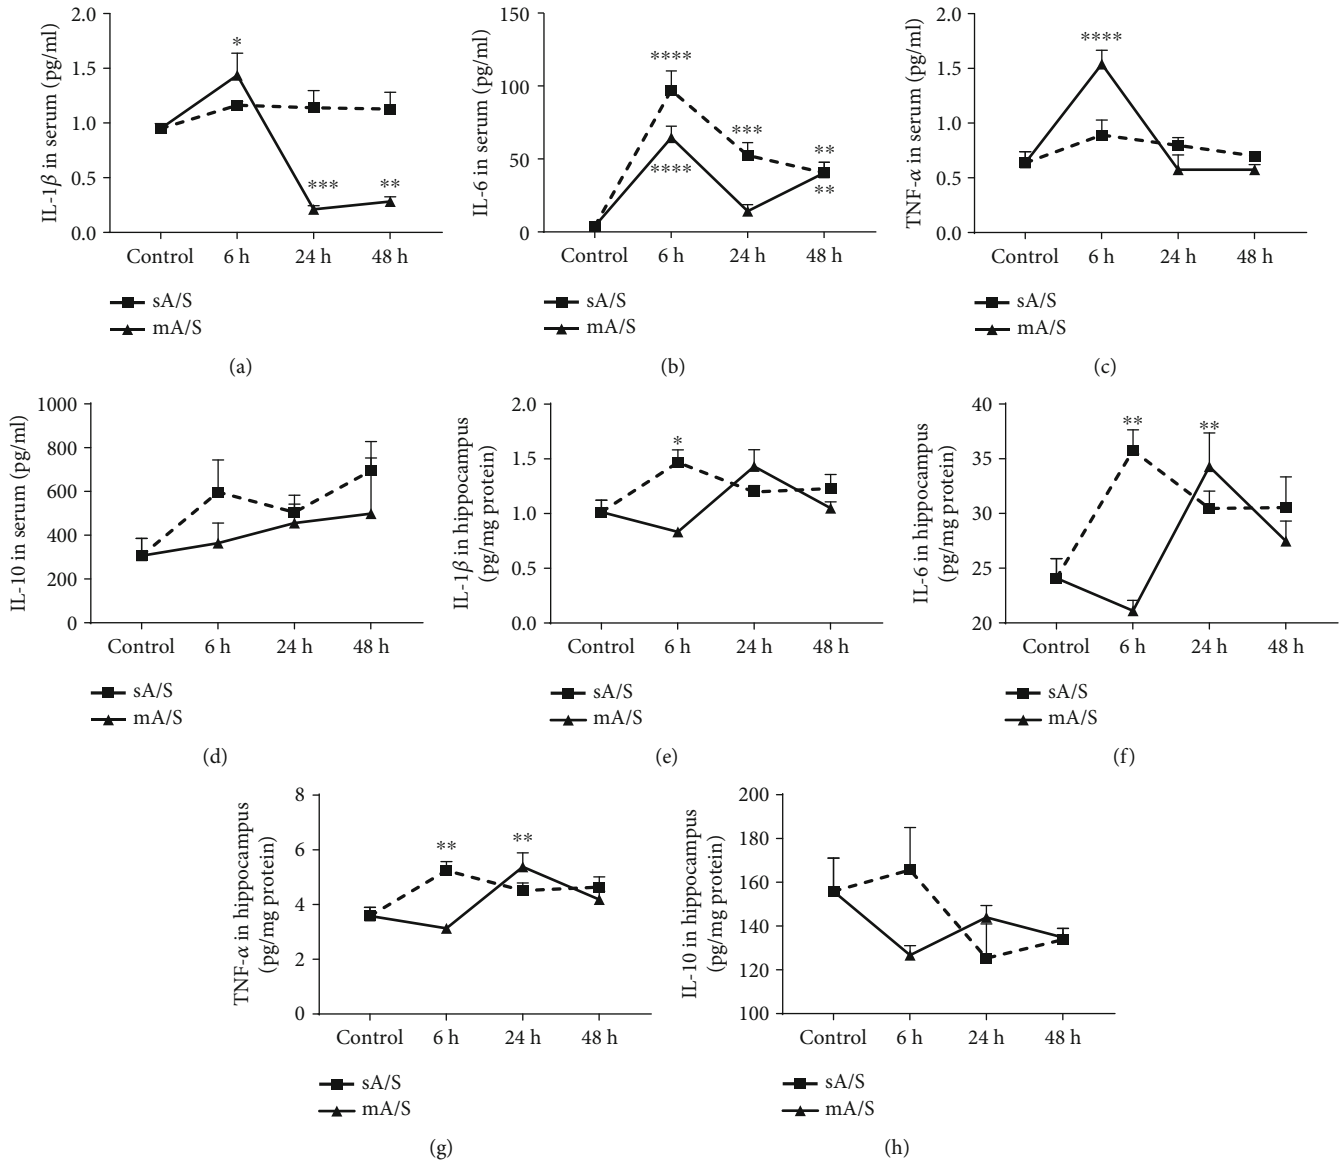 IL-1β in serum (pg/ml)
2.0
1.5
1.0
0.5
0.0
*
***
**
Control 6 h 24 h 48 h
sA/S
mA/S
(a)
IL-6 in serum (pg/ml)
150
100
50
0
****
***
**
****
**
Control 6 h 24 h 48 h
sA/S
mA/S
(b)
TNF-α in serum (pg/ml)
2.0
1.5
1.0
0.5
0.0
****
Control 6 h 24 h 48 h
sA/S
mA/S
(c)
IL-10 in serum (pg/ml)
1000
800
600
400
200
0
Control 6 h 24 h 48 h
sA/S
mA/S
(d)
IL-1β in hippocampus
(pg/mg protein)
2.0
1.5
1.0
0.5
0.0
*
Control 6 h 24 h 48 h
sA/S
mA/S
(e)
IL-6 in hippocampus
(pg/mg protein)
40
35
30
25
20
** **
Control 6 h 24 h 48 h
sA/S
mA/S
(f)
TNF-α in hippocampus
(pg/mg protein)
8
6
4
2
0
** **
Control 6 h 24 h 48 h
sA/S
mA/S
(g)
IL-10 in hippocampus
(pg/mg protein)
200
180
160
140
120
100
Control 6 h 24 h 48 h
sA/S
mA/S
(h)